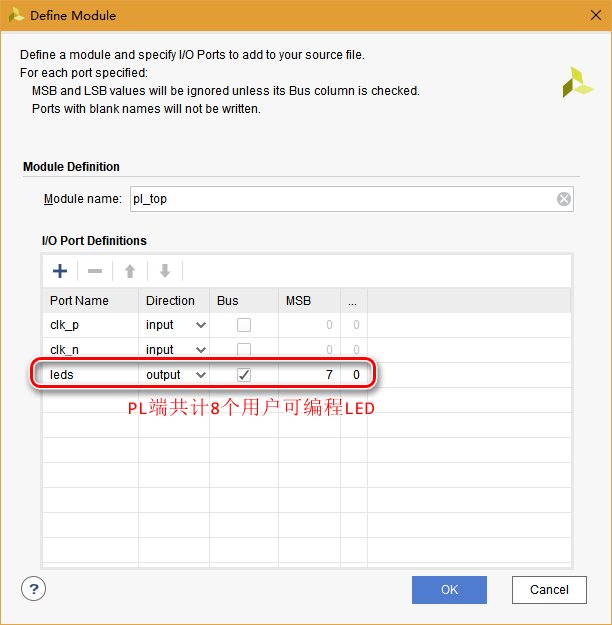 Define Module
Define a module and specify I/O Ports to add to your source file.
For each port specified:
MSB and LSB values will be ignored unless its Bus column is checked.
Ports with blank names will not be written.
Module Definition
Module name: pl_top
I/O Port Definitions
Port Name Direction Bus MSB ...
clk_p input 0 0
clk_n input 0 0
leds output 7 0
PL端共计8个用户可编程LED
? OK Cancel